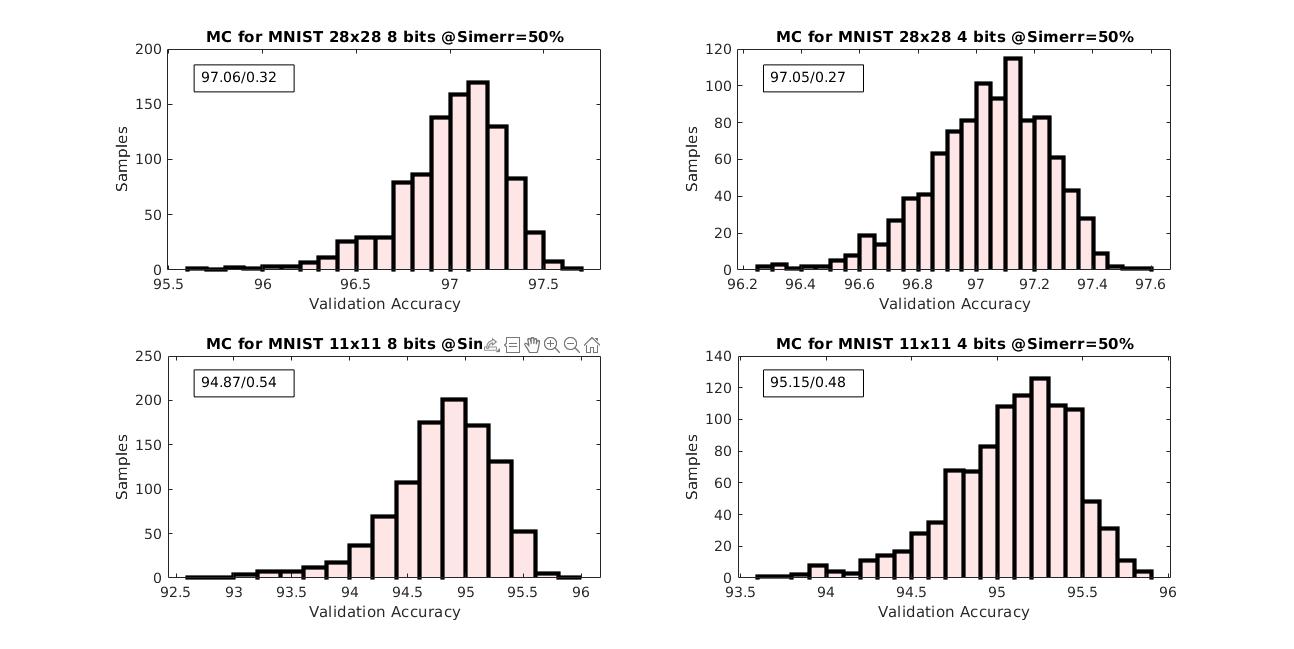 MC for MNIST 28x28 8 bits @Simerr=50%
200
150
100
50
0
Samples
97.06/0.32
95.5 96 96.5 97 97.5
Validation Accuracy
MC for MNIST 28x28 4 bits @Simerr=50%
120
100
80
60
40
20
0
Samples
97.05/0.27
96.2 96.4 96.6 96.8 97 97.2 97.4 97.6
Validation Accuracy
MC for MNIST 11x11 8 bits @Sin
250
200
150
100
50
0
Samples
94.87/0.54
92.5 93 93.5 94 94.5 95 95.5 96
Validation Accuracy
MC for MNIST 11x11 4 bits @Simerr=50%
140
120
100
80
60
40
20
0
Samples
95.15/0.48
93.5 94 94.5 95 95.5 96
Validation Accuracy